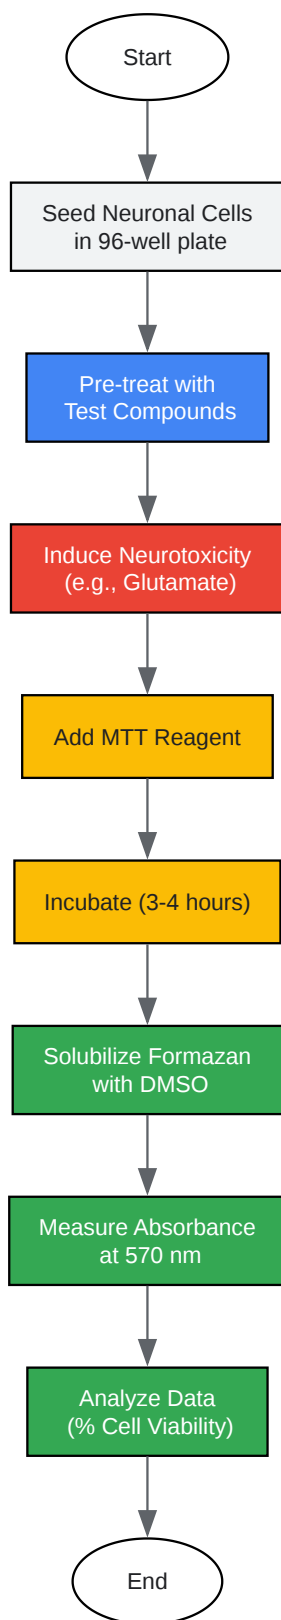 Start
Seed Neuronal Cells
in 96-well plate
Pre-treat with
Test Compounds
Induce Neurotoxicity
(e.g., Glutamate)
Add MTT Reagent
Incubate (3-4 hours)
Solubilize Formazan
with DMSO
Measure Absorbance
at 570 nm
Analyze Data
(% Cell Viability)
End